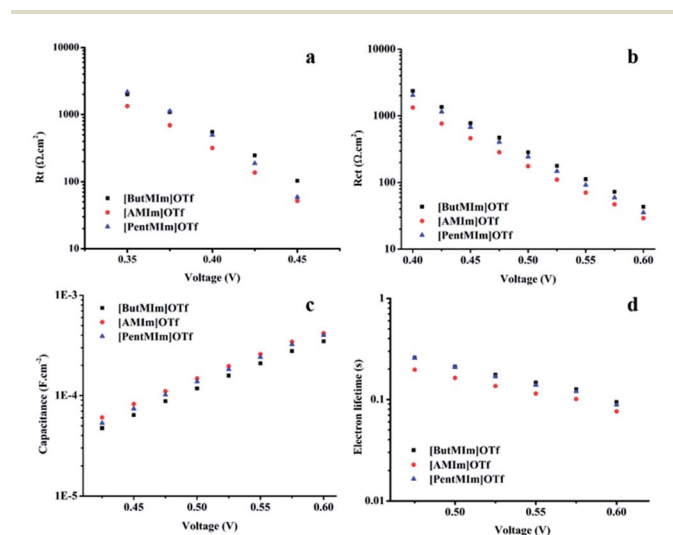 a
10000
1000
100
10
Rt (Ω.cm²)
[ButMIm]OTf
[AMIm]OTf
[PentMIm]OTf
0.35 0.40 0.45
Voltage (V)
b
10000
1000
100
10
Rct (Ω.cm²)
[ButMIm]OTf
[AMIm]OTf
[PentMIm]OTf
0.40 0.45 0.50 0.55 0.60
Voltage (V)
c
1E-3
1E-4
1E-5
Capacitance (F.cm⁻²)
[ButMIm]OTf
[AMIm]OTf
[PentMIm]OTf
0.45 0.50 0.55 0.60
Voltage (V)
d
1
0.1
0.01
Electron lifetime (s)
[ButMIm]OTf
[AMIm]OTf
[PentMIm]OTf
0.50 0.55 0.60
Voltage (V)